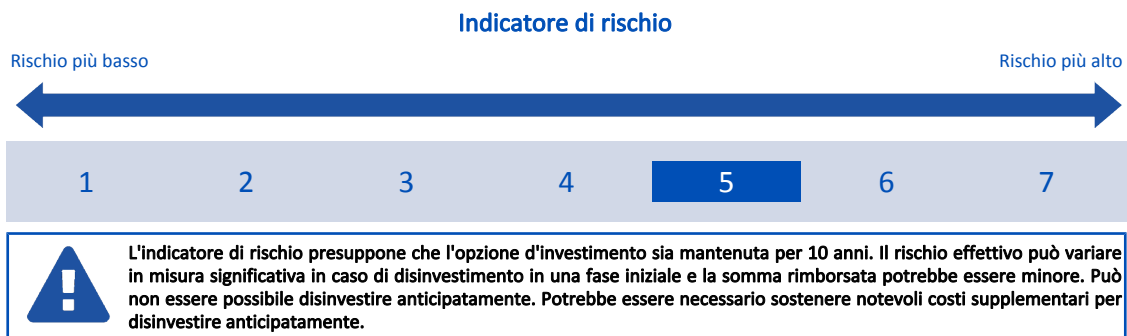 Indicatore di rischio
Rischio più basso
Rischio più alto
1 2 3 4 5 6 7
L'indicatore di rischio presuppone che l'opzione d'investimento sia mantenuta per 10 anni. Il rischio effettivo può variare
in misura significativa in caso di disinvestimento in una fase iniziale e la somma rimborsata potrebbe essere minore. Può
non essere possibile disinvestire anticipatamente. Potrebbe essere necessario sostenere notevoli costi supplementari per
disinvestire anticipatamente.